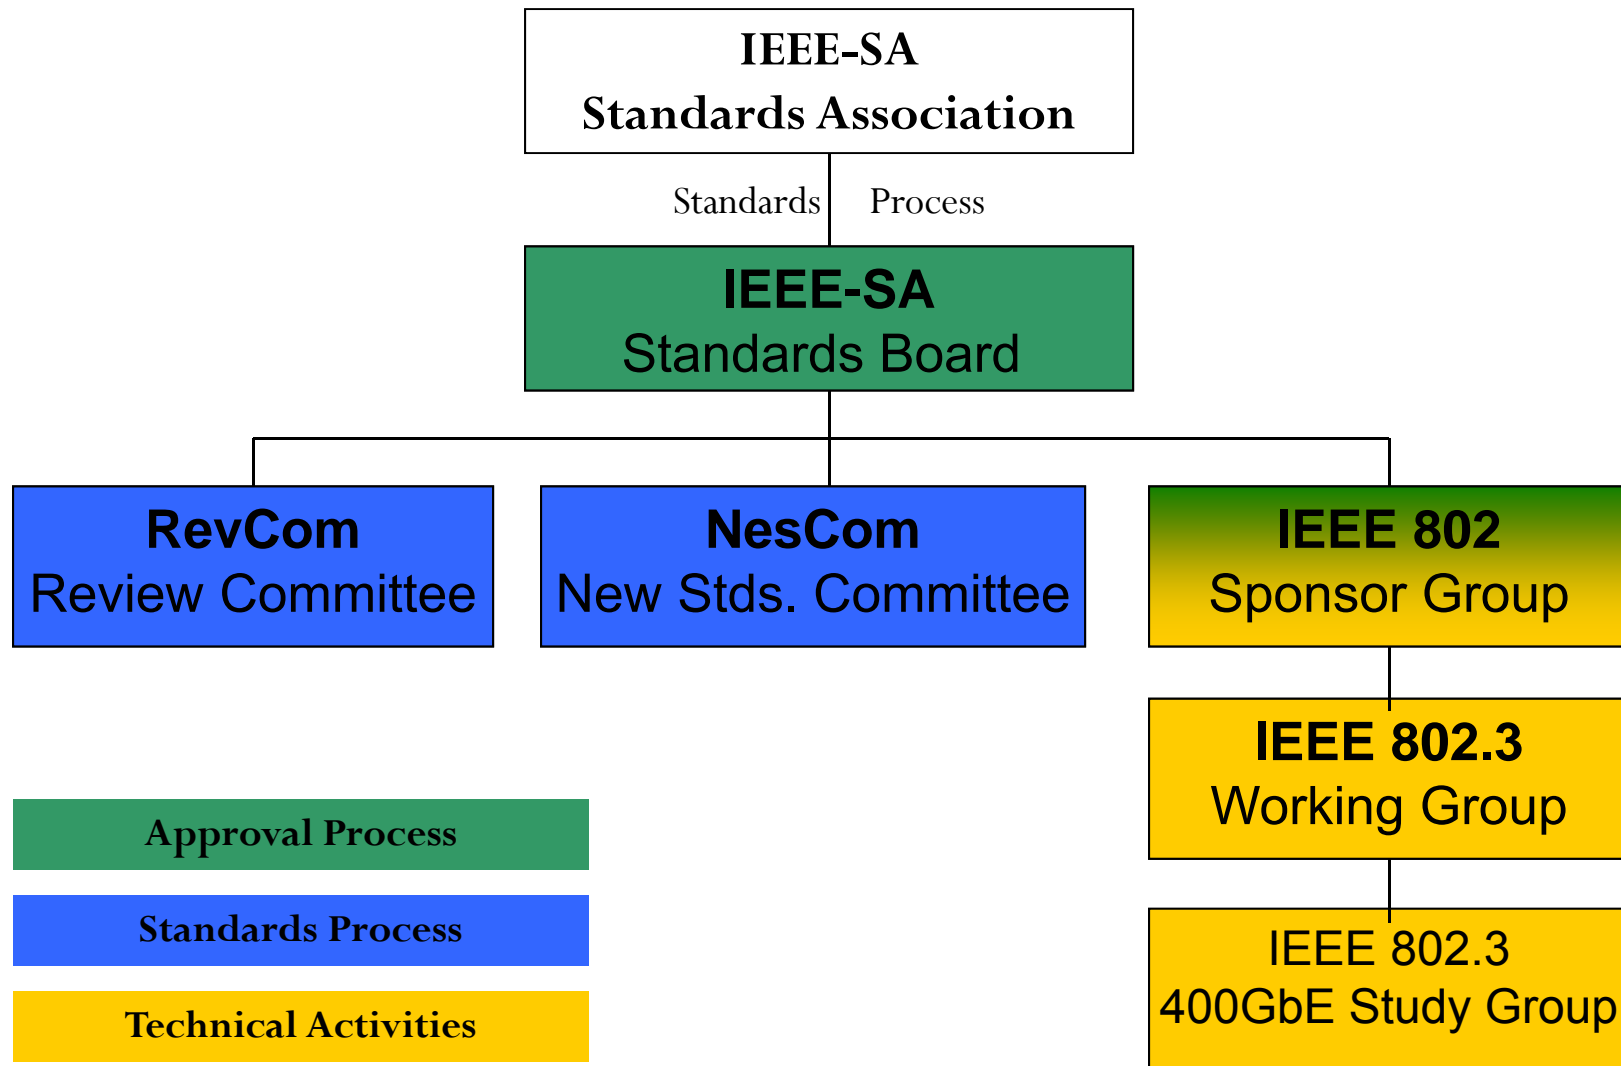 IEEE-SA
Standards Association
Standards Process
IEEE-SA
Standards Board
RevCom
Review Committee
NesCom
New Stds. Committee
IEEE 802
Sponsor Group
IEEE 802.3
Working Group
IEEE 802.3
400GbE Study Group
Approval Process
Standards Process
Technical Activities